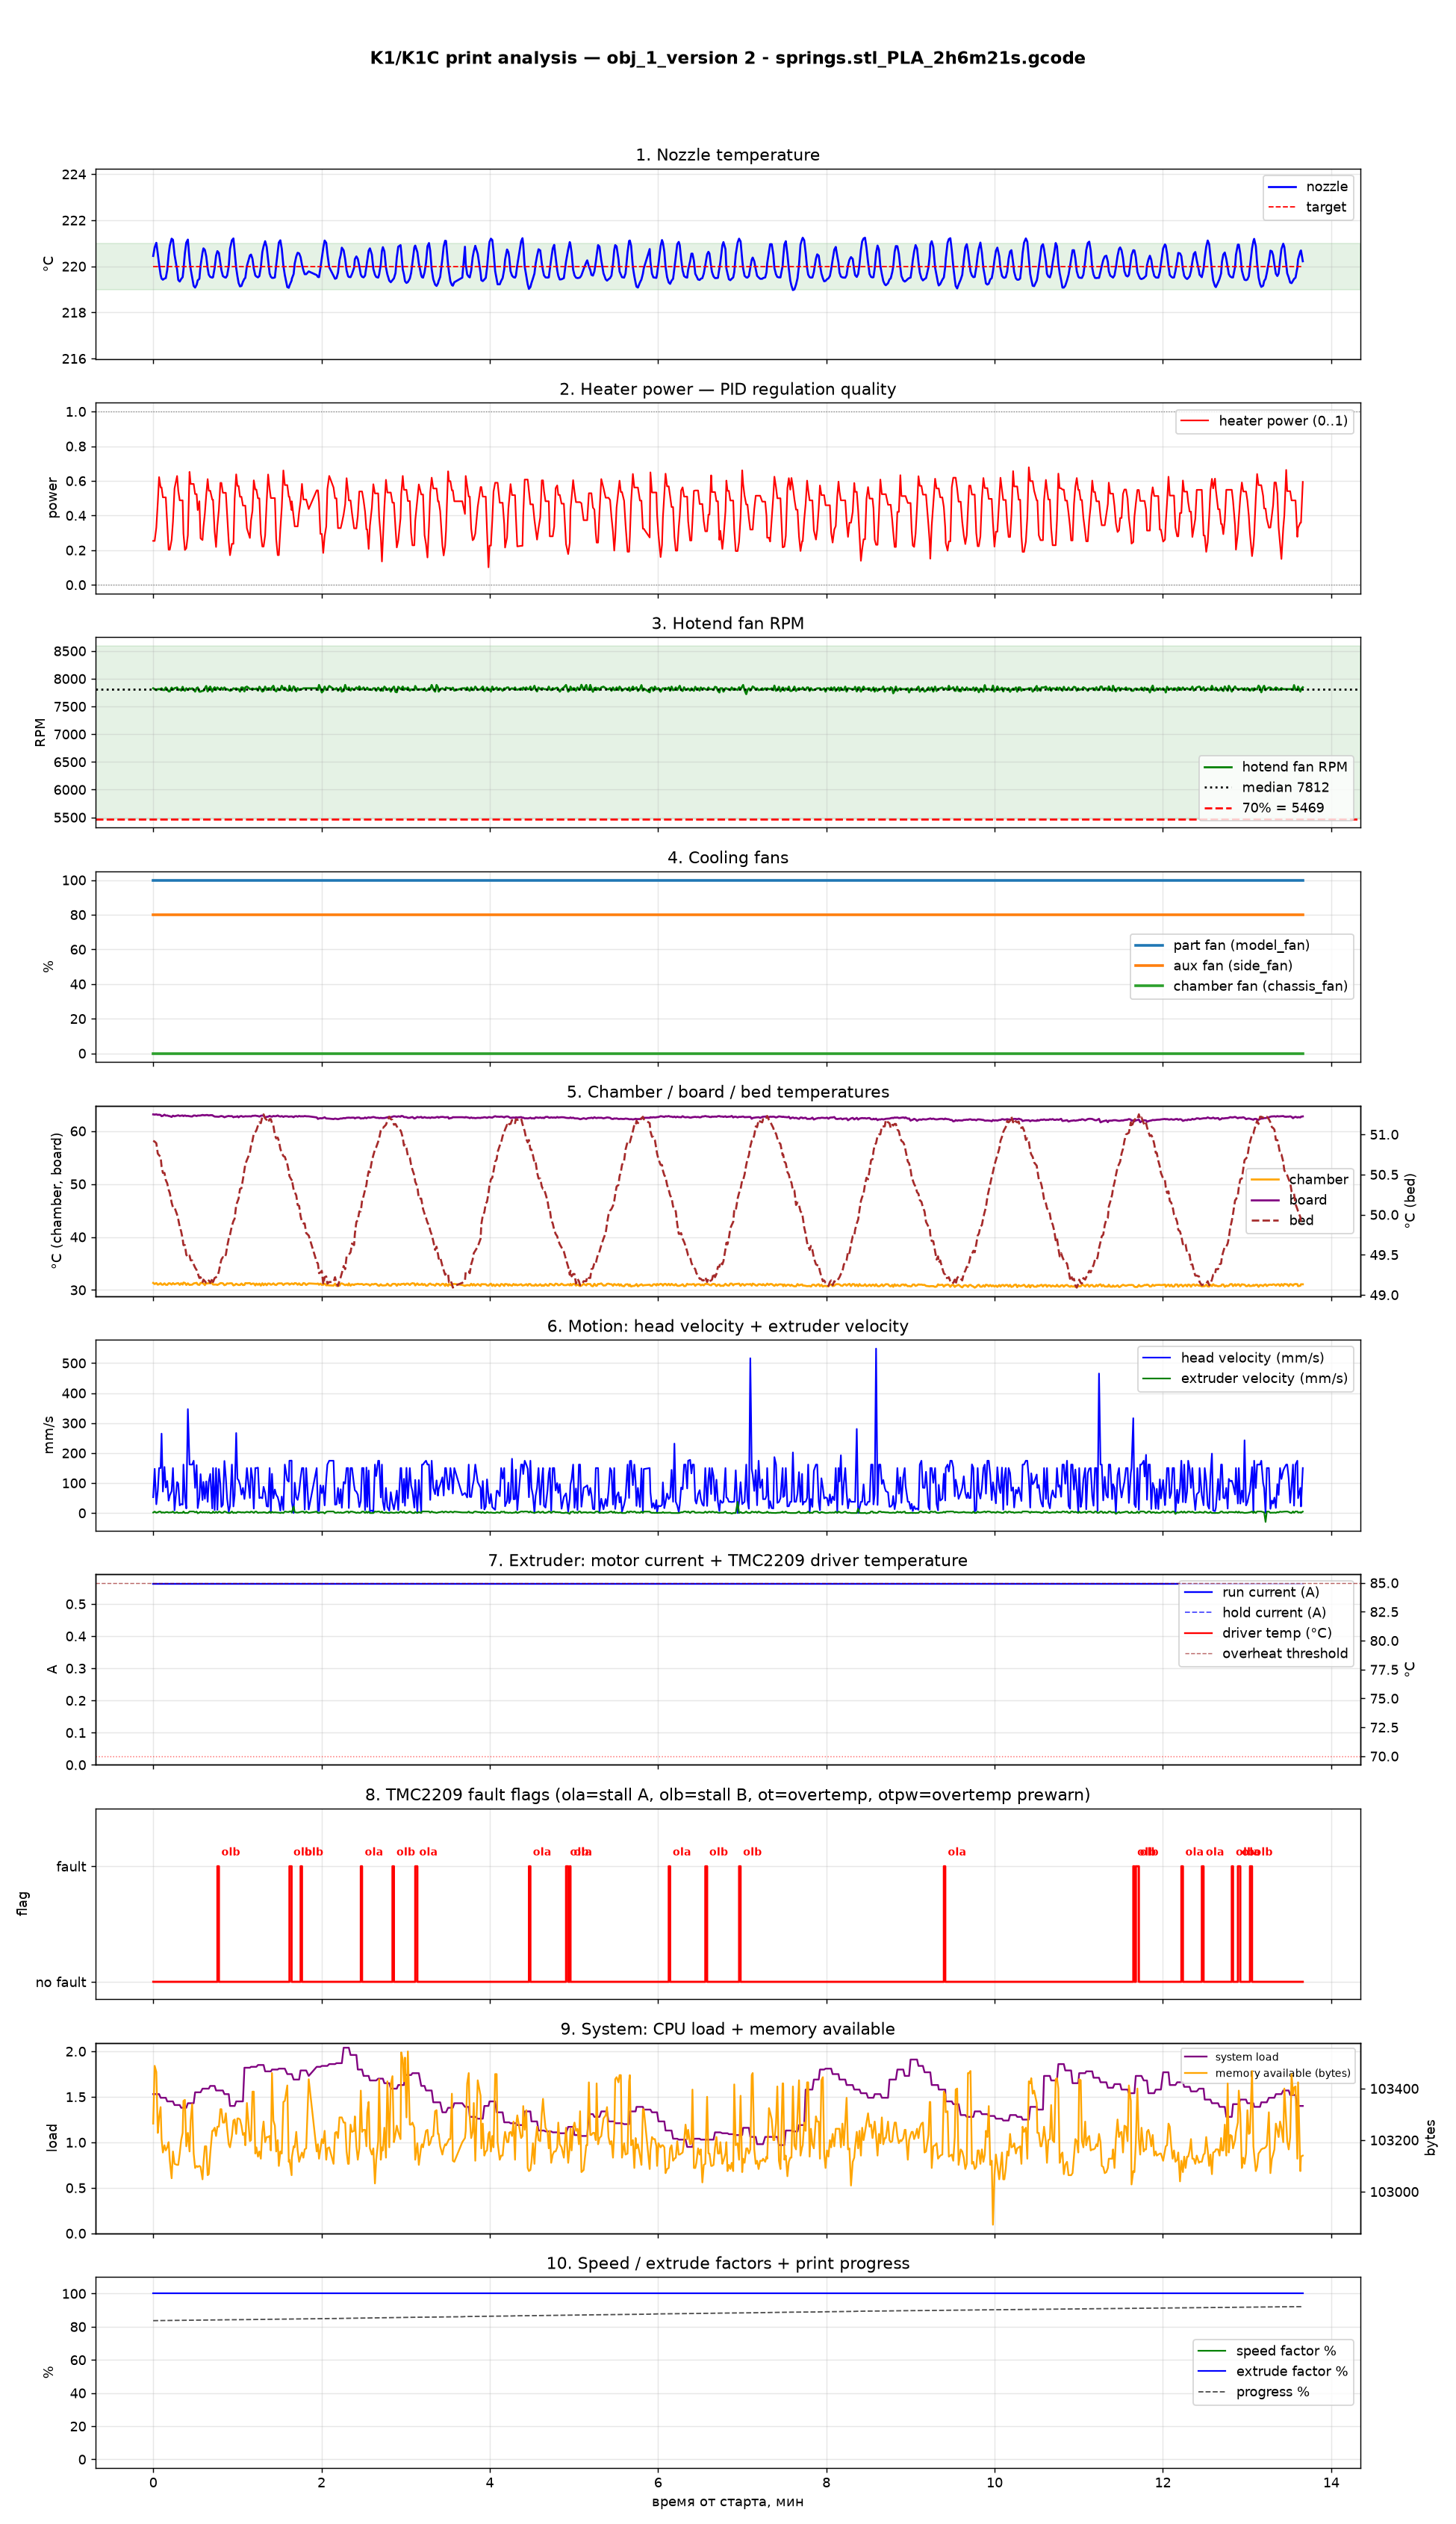 K1/K1C print analysis — obj_1_version 2 - springs.stl_PLA_2h6m21s.gcode
1. Nozzle temperature
224
222
220
218
216
°C
nozzle
target
2. Heater power — PID regulation quality
1.0
0.8
0.6
0.4
0.2
0.0
power
heater power (0..1)
3. Hotend fan RPM
8500
8000
7500
7000
6500
6000
5500
RPM
hotend fan RPM
median 7812
70% = 5469
4. Cooling fans
100
80
60
40
20
0
%
part fan (model_fan)
aux fan (side_fan)
chamber fan (chassis_fan)
5. Chamber / board / bed temperatures
60
50
40
30
°C (chamber, board)
chamber
board
bed
51.0
50.5
50.0
49.5
49.0
°C (bed)
6. Motion: head velocity + extruder velocity
500
400
300
200
100
0
mm/s
head velocity (mm/s)
extruder velocity (mm/s)
7. Extruder: motor current + TMC2209 driver temperature
0.5
0.4
0.3
0.2
0.1
0.0
A
run current (A)
hold current (A)
driver temp (°C)
overheat threshold
85.0
82.5
80.0
77.5
75.0
72.5
70.0
°C
8. TMC2209 fault flags (ola=stall A, olb=stall B, ot=overtemp, otpw=overtemp prewarn)
fault
no fault
flag
olb
ola
olb
ola
ola
ola
olb
olb
ola
ola
ola
9. System: CPU load + memory available
2.0
1.5
1.0
0.5
0.0
load
system load
memory available (bytes)
103400
103200
103000
bytes
10. Speed / extrude factors + print progress
100
80
60
40
20
0
%
speed factor %
extrude factor %
progress %
0 2 4 6 8 10 12 14
время от старта, мин